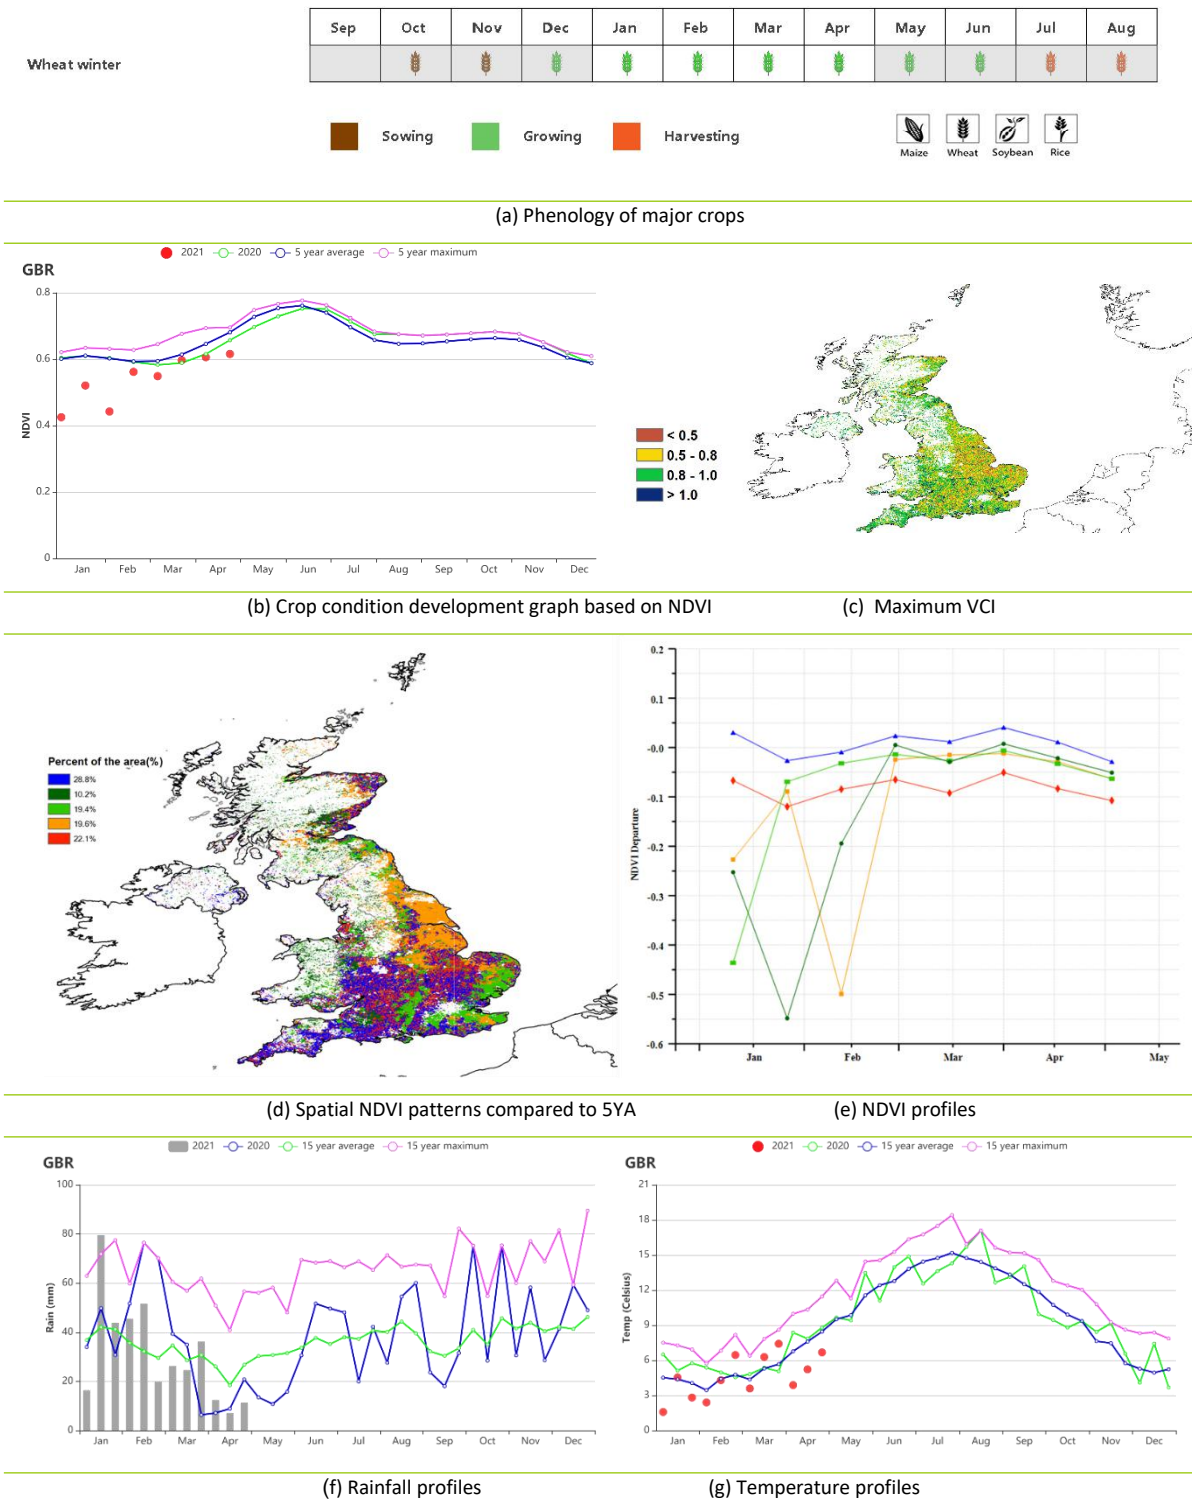 Sep Oct Nov Dec Jan Feb Mar Apr May Jun Jul Aug
Wheat winter
Sowing Growing Harvesting
Maize Wheat Soybean Rice
(a) Phenology of major crops
2021 2020 5 year average 5 year maximum
GBR
0.8
0.6
0.4
0.2
0
NDVI
Jan Feb Mar Apr May Jun Jul Aug Sep Oct Nov Dec
< 0.5
0.5 - 0.8
0.8 - 1.0
> 1.0
(b) Crop condition development graph based on NDVI
(c) Maximum VCI
Percent of the area(%)
28.8%
10.2%
19.4%
19.6%
22.1%
0.2
0.1
-0.0
-0.1
-0.2
-0.3
-0.4
-0.5
-0.6
NDVI Departure
Jan Feb Mar Apr May
(d) Spatial NDVI patterns compared to 5YA
(e) NDVI profiles
2021 2020 15 year average 15 year maximum
GBR
100
80
60
40
20
0
Rain (mm)
Jan Feb Mar Apr May Jun Jul Aug Sep Oct Nov Dec
2021 2020 15 year average 15 year maximum
GBR
21
18
15
12
9
6
3
0
Temp (Celsius)
Jan Feb Mar Apr May Jun Jul Aug Sep Oct Nov Dec
(f) Rainfall profiles
(g) Temperature profiles